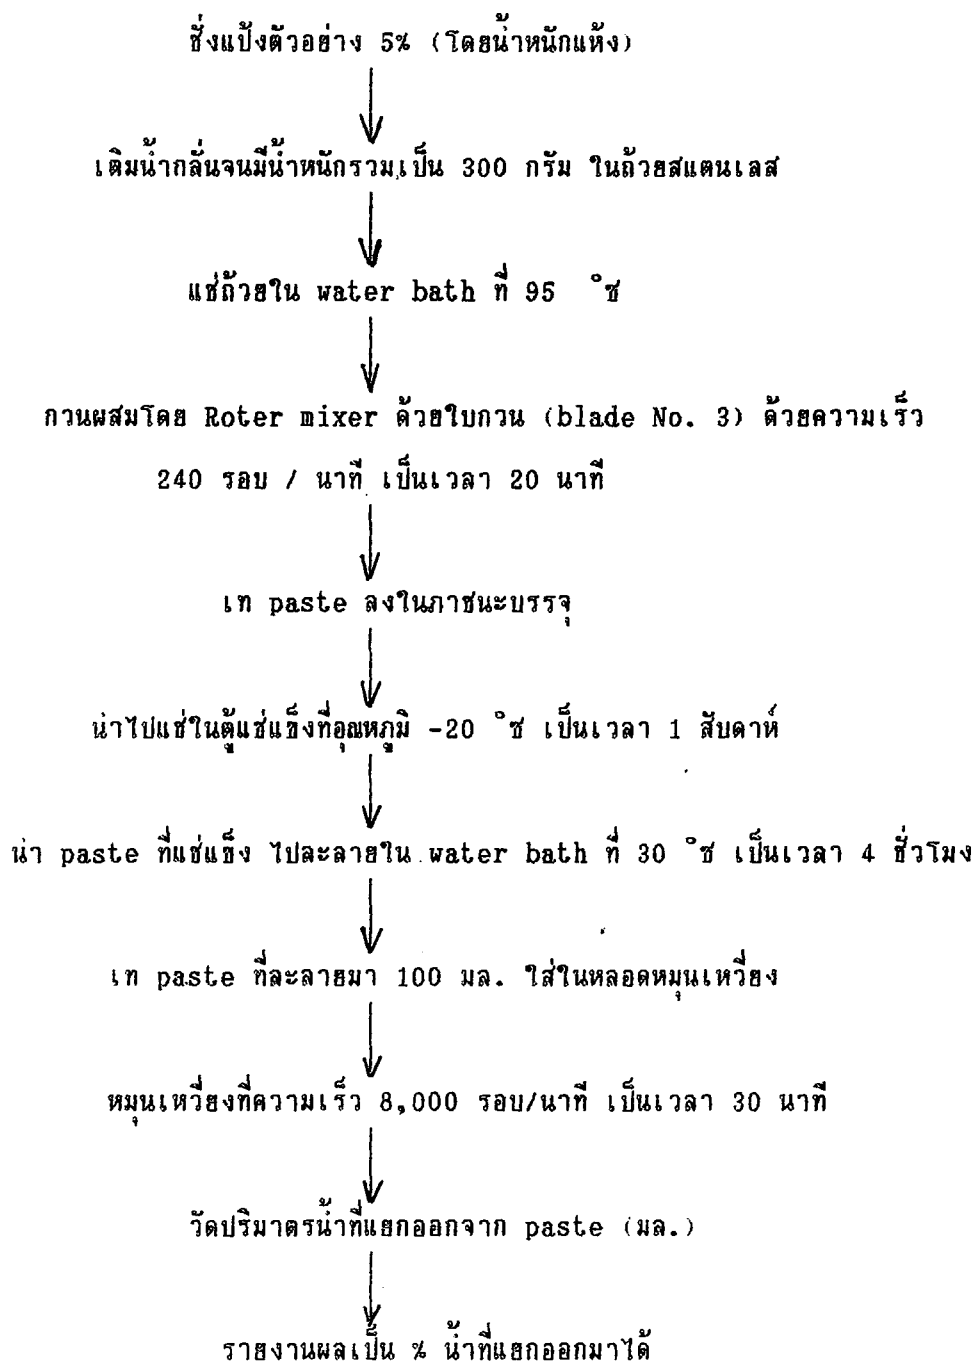 ชั่งแป้งตัวอย่าง 5% (โดยน้ำหนักแห้ง)
เติมน้ำกลั่นจนมีน้ำหนักรวมเป็น 300 กรัม ในถ้วยสแตนเลส
แช่ถ้วยใน water bath ที่ 95 °ซ
กวนผสมโดย Roter mixer ด้วยใบกวน (blade No. 3) ด้วยความเร็ว
240 รอบ / นาที เป็นเวลา 20 นาที
เท paste ลงในภาชนะบรรจุ
นำไปแช่ในตู้แช่แข็งที่อุณหภูมิ -20 °ซ เป็นเวลา 1 สับดาห์
นำ paste ที่แช่แข็ง ไปละลายใน water bath ที่ 30 °ซ เป็นเวลา 4 ชั่วโมง
เท paste ที่ละลายมา 100 มล. ใส่ในหลอดหมุนเหวี่ยง
หมุนเหวี่ยงที่ความเร็ว 8,000 รอบ/นาที เป็นเวลา 30 นาที
วัดปริมาตรน้ำที่แยกออกจาก paste (มล.)
รายงานผลเป็น % น้ำที่แยกออกมาได้